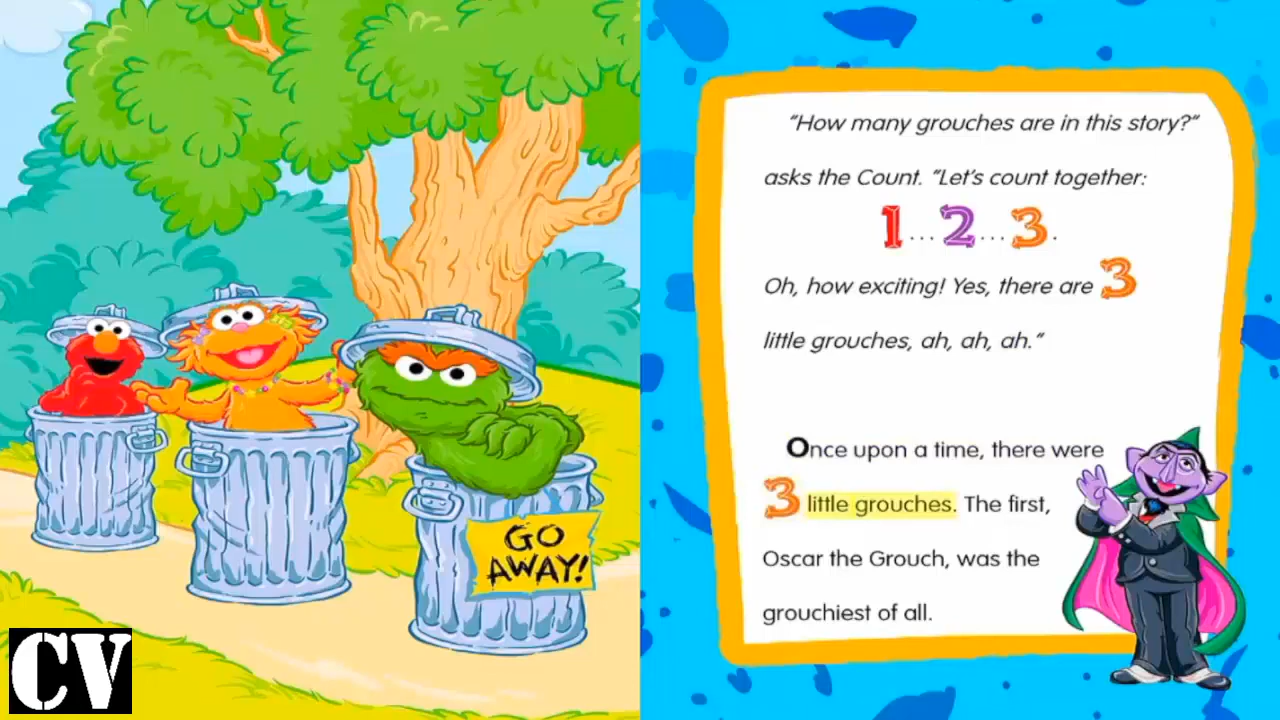 GO
AWAY!
CV
"How many grouches are in this story?"
asks the Count. "Let's count together:
1...2...3.
Oh, how exciting! Yes, there are 3
little grouches, ah, ah, ah."
Once upon a time, there were
3 little grouches. The first,
Oscar the Grouch, was the
grouchiest of all.